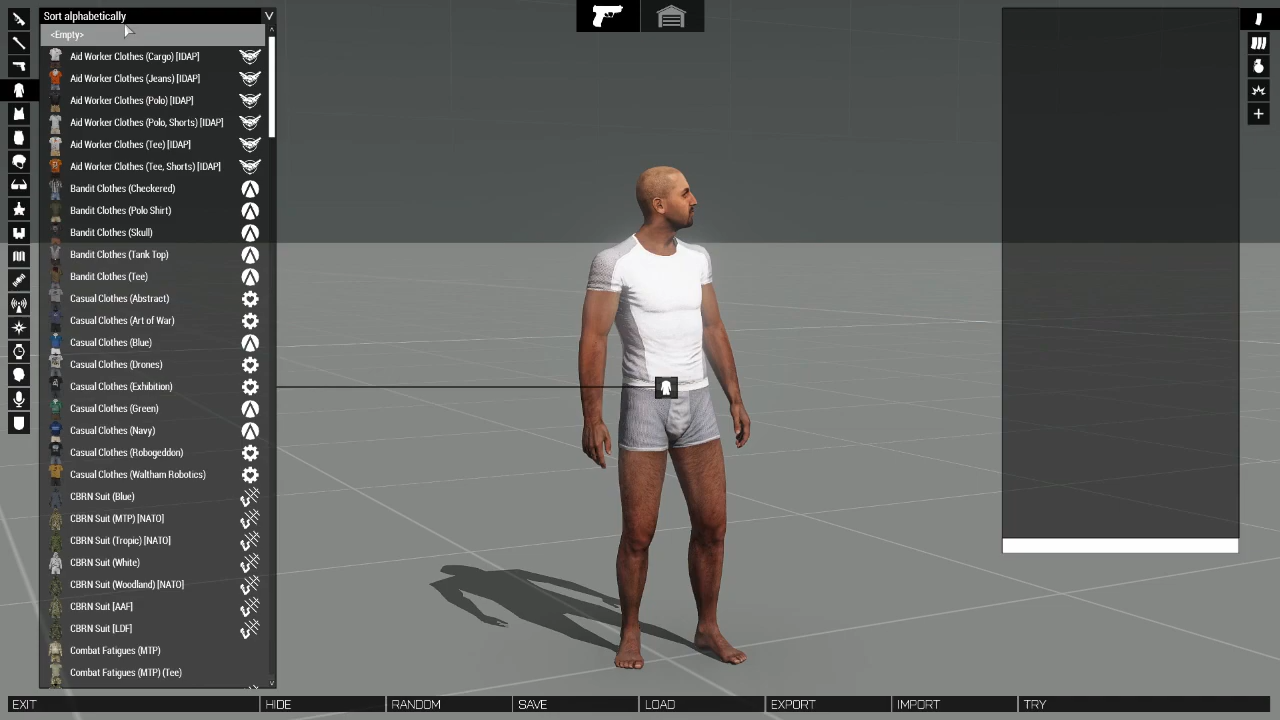 Sort alphabetically
<Empty>
Aid Worker Clothes (Cargo) [IDAP]
Aid Worker Clothes (Jeans) [IDAP]
Aid Worker Clothes (Polo) [IDAP]
Aid Worker Clothes (Polo, Shorts) [IDAP]
Aid Worker Clothes (Tee) [IDAP]
Aid Worker Clothes (Tee, Shorts) [IDAP]
Bandit Clothes (Checkered)
Bandit Clothes (Polo Shirt)
Bandit Clothes (Skull)
Bandit Clothes (Tank Top)
Bandit Clothes (Tee)
Casual Clothes (Abstract)
Casual Clothes (Art of War)
Casual Clothes (Blue)
Casual Clothes (Drones)
Casual Clothes (Exhibition)
Casual Clothes (Green)
Casual Clothes (Navy)
Casual Clothes (Robogeddon)
Casual Clothes (Waltham Robotics)
CBRN Suit (Blue)
CBRN Suit (MTP) [NATO]
CBRN Suit (Tropic) [NATO]
CBRN Suit (White)
CBRN Suit (Woodland) [NATO]
CBRN Suit [AAF]
CBRN Suit [LDF]
Combat Fatigues (MTP)
Combat Fatigues (MTP) (Tee)
EXIT HIDE RANDOM SAVE LOAD EXPORT IMPORT TRY